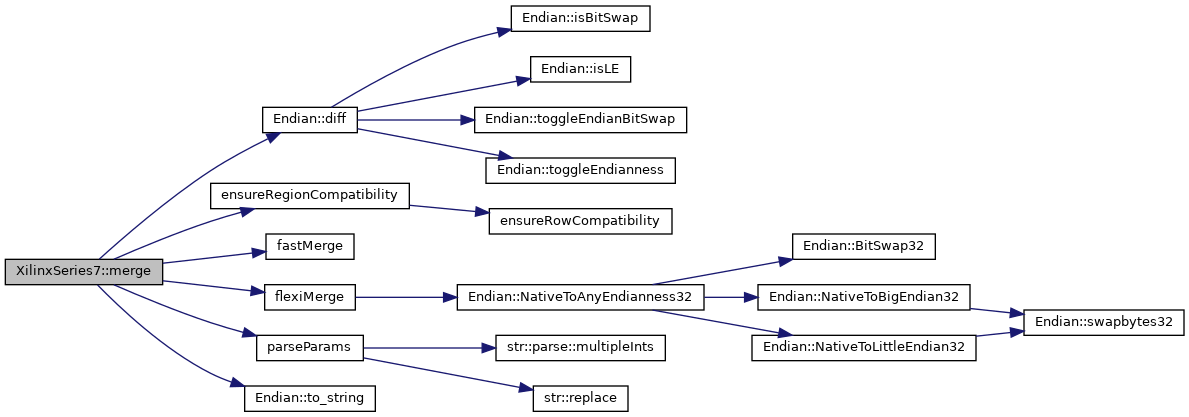 Endian::isBitSwap
Endian::isLE
Endian::diff
Endian::toggleEndianBitSwap
Endian::toggleEndianness
ensureRegionCompatibility
ensureRowCompatibility
fastMerge
Endian::BitSwap32
XilinxSeries7::merge
flexiMerge
Endian::NativeToAnyEndianness32
Endian::NativeToBigEndian32
Endian::swapbytes32
parseParams
str::parse::multipleInts
Endian::NativeToLittleEndian32
Endian::to_string
str::replace